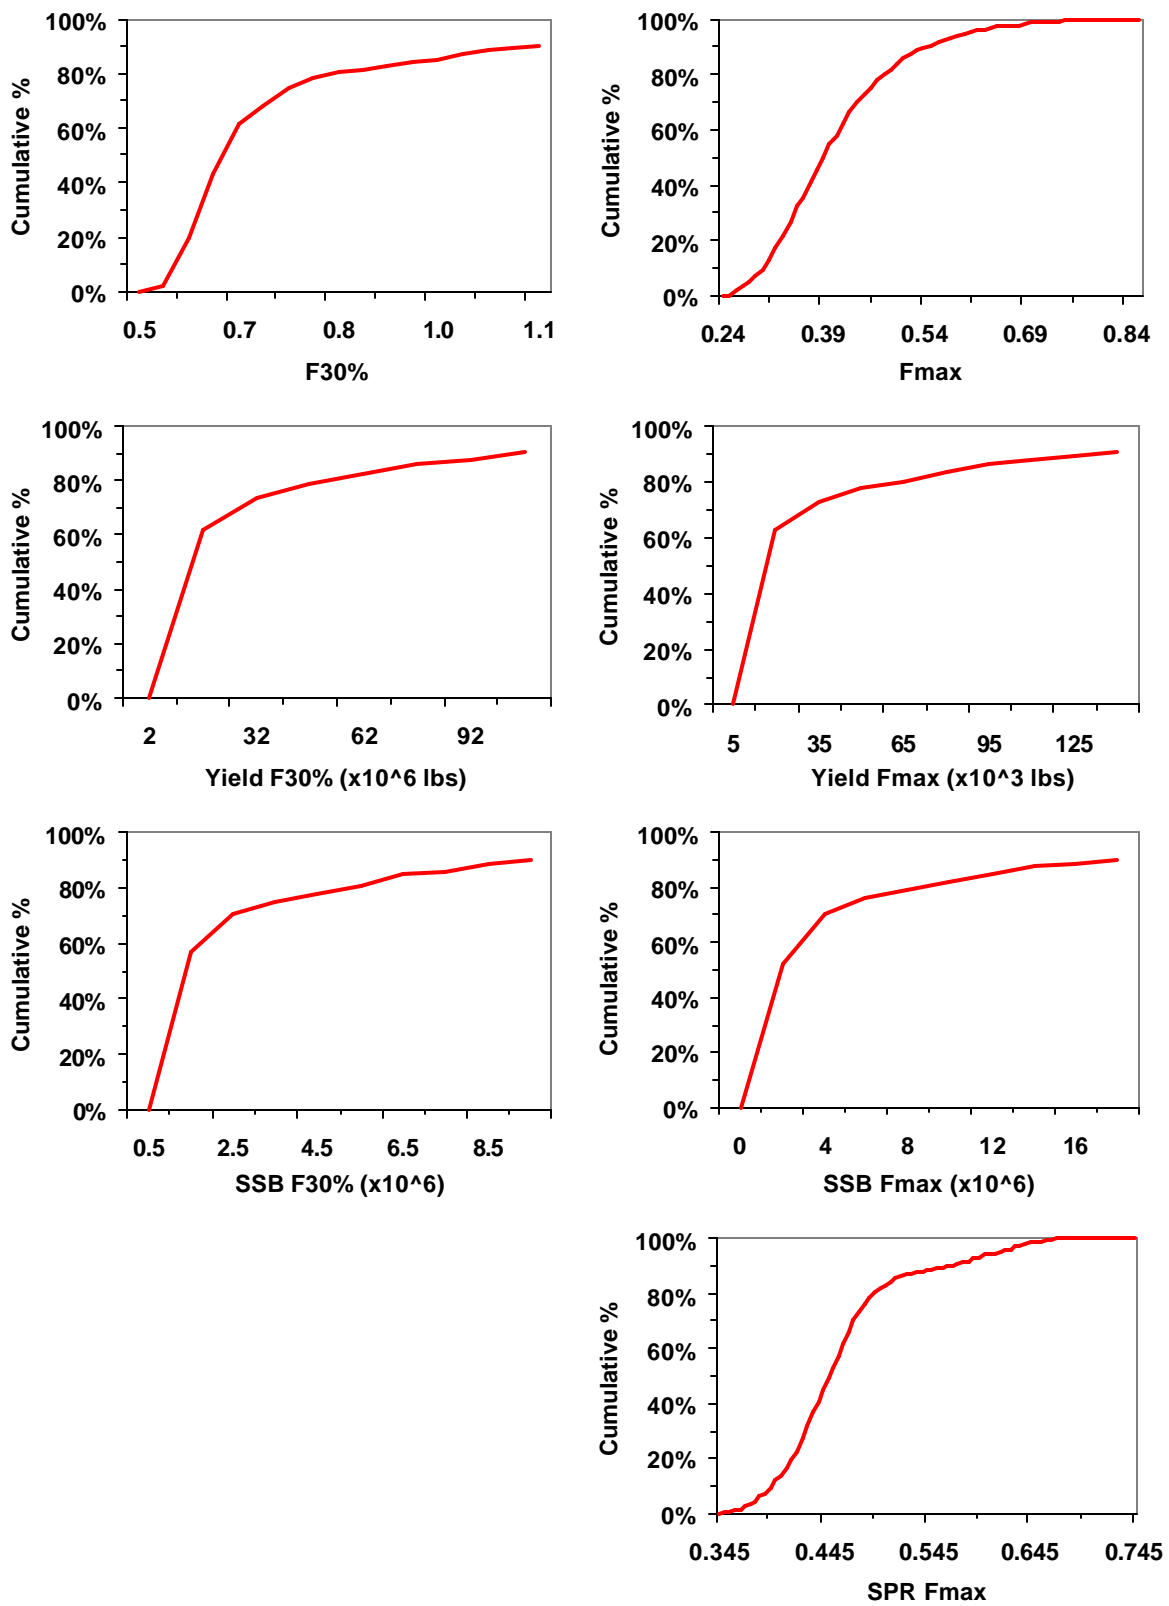 100%
80%
60%
40%
20%
0%
Cumulative %
0.5 0.7 0.8 1.0 1.1
F30%
100%
80%
60%
40%
20%
0%
Cumulative %
0.24 0.39 0.54 0.69 0.84
Fmax
100%
80%
60%
40%
20%
0%
Cumulative %
2 32 62 92
Yield F30% (x10^6 lbs)
100%
80%
60%
40%
20%
0%
Cumulative %
5 35 65 95 125
Yield Fmax (x10^3 lbs)
100%
80%
60%
40%
20%
0%
Cumulative %
0.5 2.5 4.5 6.5 8.5
SSB F30% (x10^6)
100%
80%
60%
40%
20%
0%
Cumulative %
0 4 8 12 16
SSB Fmax (x10^6)
100%
80%
60%
40%
20%
0%
Cumulative %
0.345 0.445 0.545 0.645 0.745
SPR Fmax